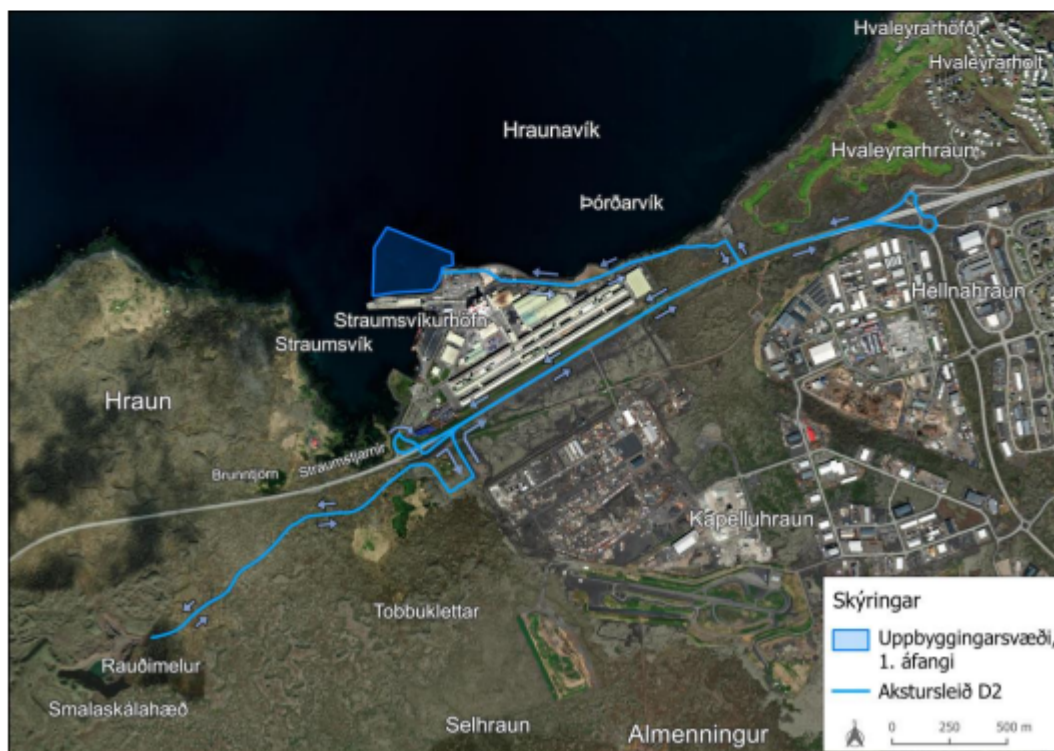 Hvaleyrarhöfði
Hvaleyrarholt
Hraunavík
Hvaleyrarhraun
Þórðarvík
Hellnahraun
Straumsvíkurhöfn
Straumsvík
Hraun
Straumstjarnir
Brunntjörn
Kapelluhraun
Tobbuklettar
Rauðimelur
Smalaskálahæð
Selhraun
Almenningur
Skýringar
Uppbyggingarsvæði,
1. áfangi
Akstursleið D2
0 250 500 m